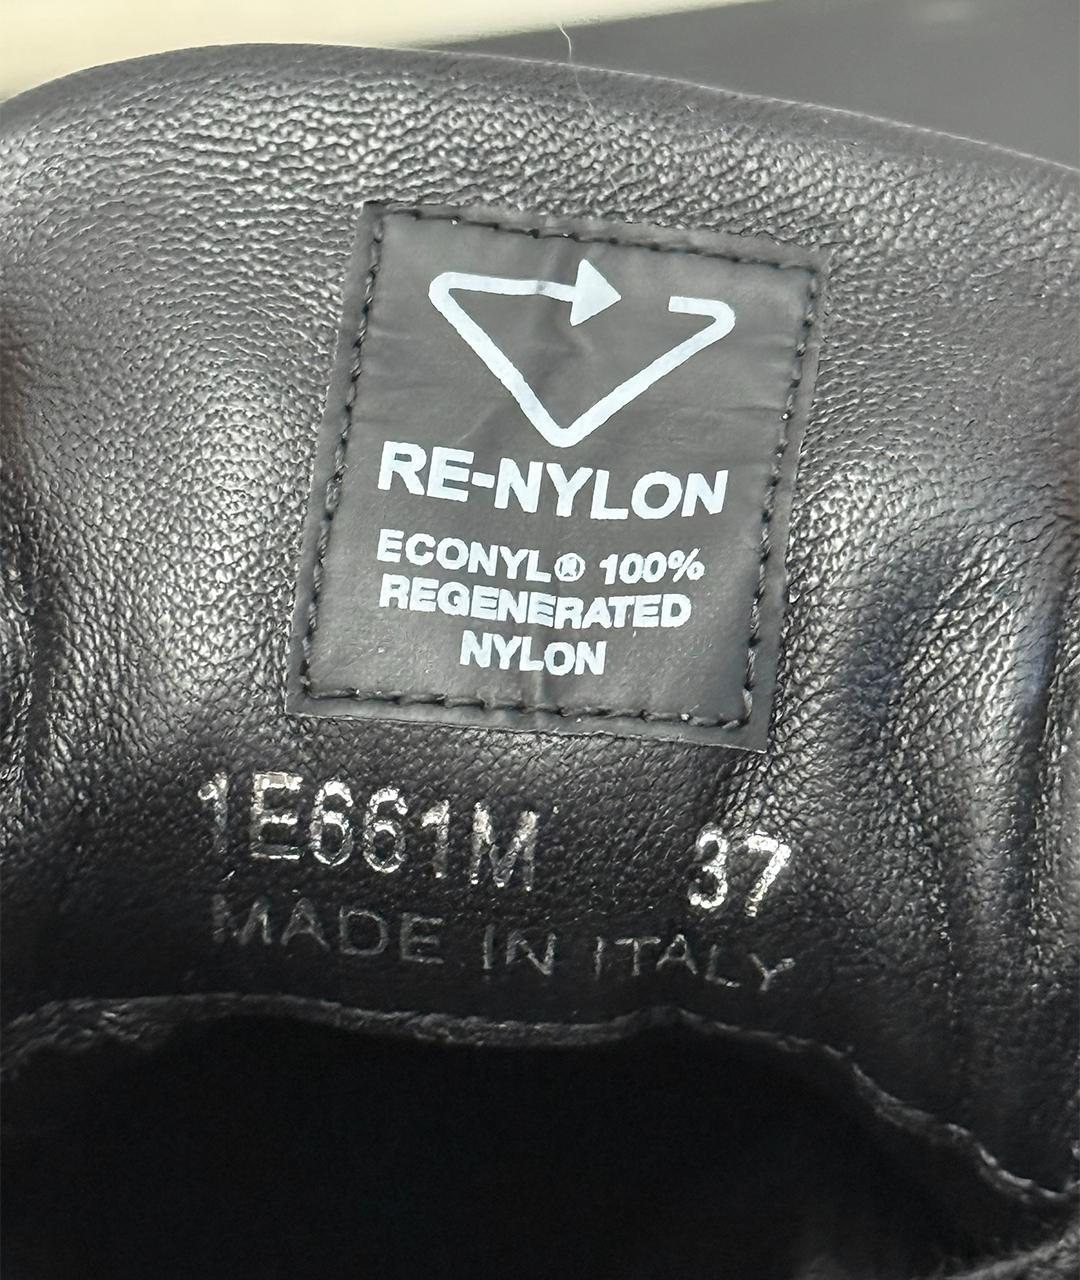 RE-NYLON
ECONYL® 100%
REGENERATED
NYLON
1E661M 37
MADE IN ITALY